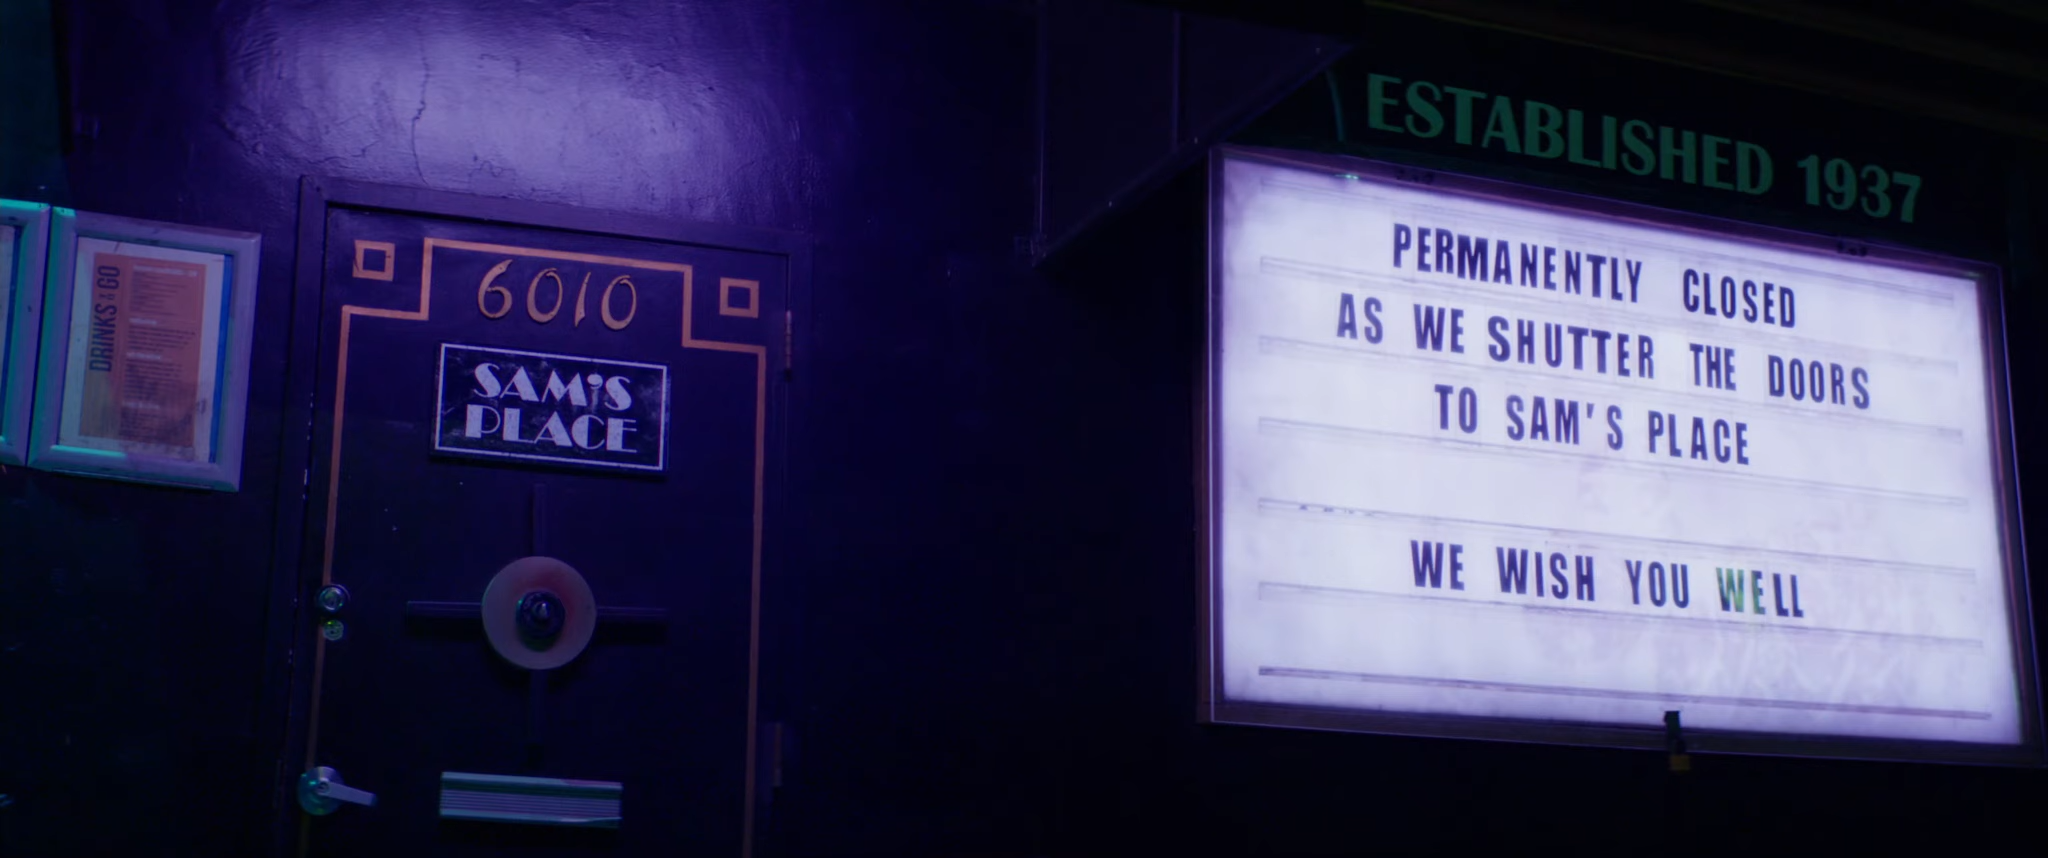 DRINKS & GO
6010
SAM'S
PLACE
ESTABLISHED 1937
PERMANENTLY CLOSED
AS WE SHUTTER THE DOORS
TO SAM'S PLACE
WE WISH YOU WELL